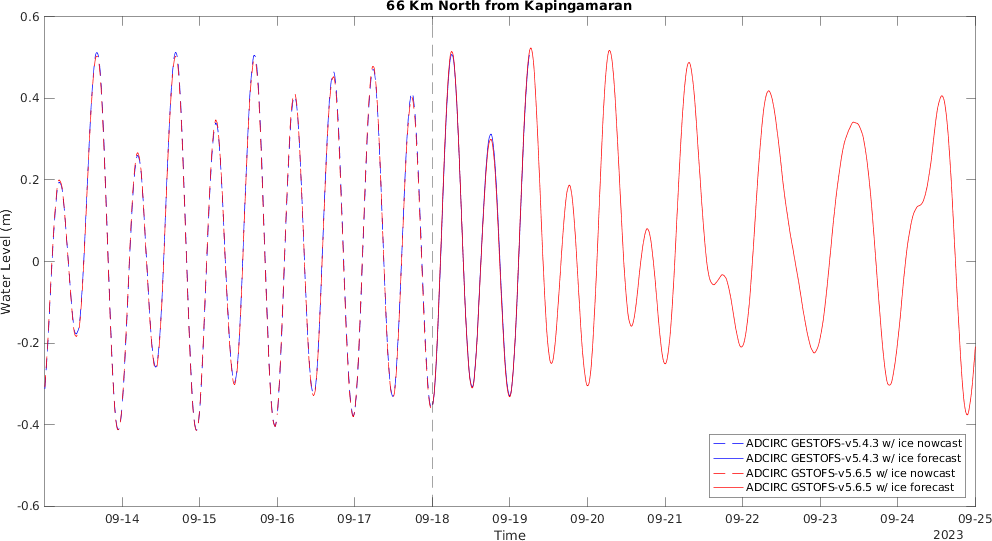 66 Km North from Kapingamaran
0.6
0.4
0.2
0
-0.2
-0.4
-0.6
Water Level (m)
ADCIRC GESTOFS-v5.4.3 w/ ice nowcast
ADCIRC GESTOFS-v5.4.3 w/ ice forecast
ADCIRC GSTOFS-v5.6.5 w/ ice nowcast
ADCIRC GSTOFS-v5.6.5 w/ ice forecast
09-14 09-15 09-16 09-17 09-18 09-19 09-20 09-21 09-22 09-23 09-24 09-25
Time
2023